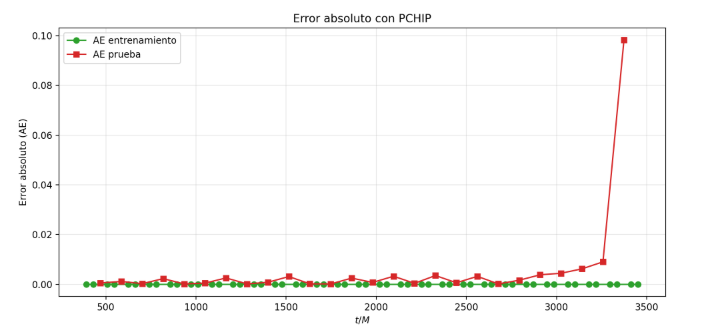 Error absoluto con PCHIP
AE entrenamiento
AE prueba
Error absoluto (AE)
0.10
0.08
0.06
0.04
0.02
0.00
500 1000 1500 2000 2500 3000 3500
t/M